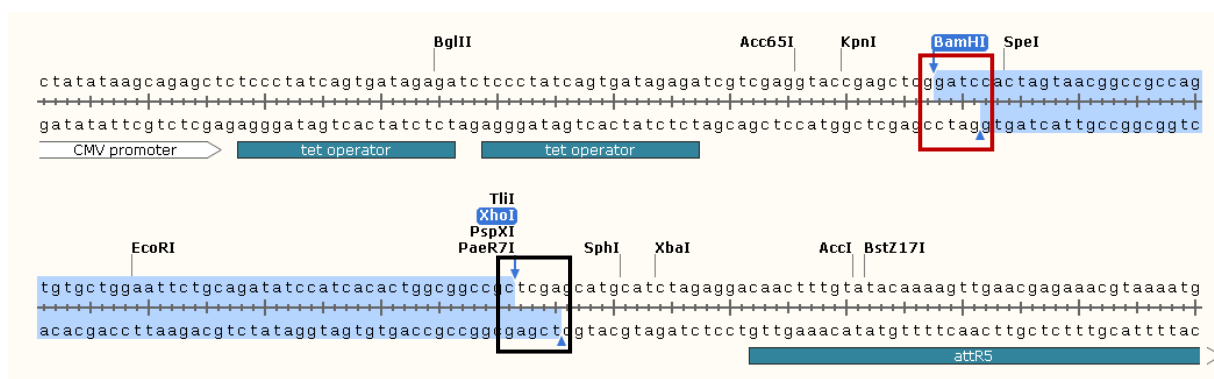 BglII Acc65I KpnI BamHI SpeI
ctatataagcagagctctccctatcagtgatagagatctccctatcagtgatagagatcgtcgaggtaccgagctcggatccactagtaacggccgccag
gatatattcgtctcgagagggatagtcactatctctagagggatagtcactatctctagcagctccatggctcgagcctaggtgatcattgccggcggtc
CMV promoter tet operator tet operator
TliI
XhoI
PspXI
EcoRI PaeR7I SphI XbaI AccI BstZ17I
tgtgctggaattctgcagatatccatcacactggcggccgctcgagcatgcatctagaggacaactttgtatacaaaagttgaacgagaaacgtaaaatg
acacgaccttaagacgtctataggtagtgtgaccgccggcgagctcgtacgtagatctcctgttgaaacatatgttttcaacttgctctttgcattttac
attR5